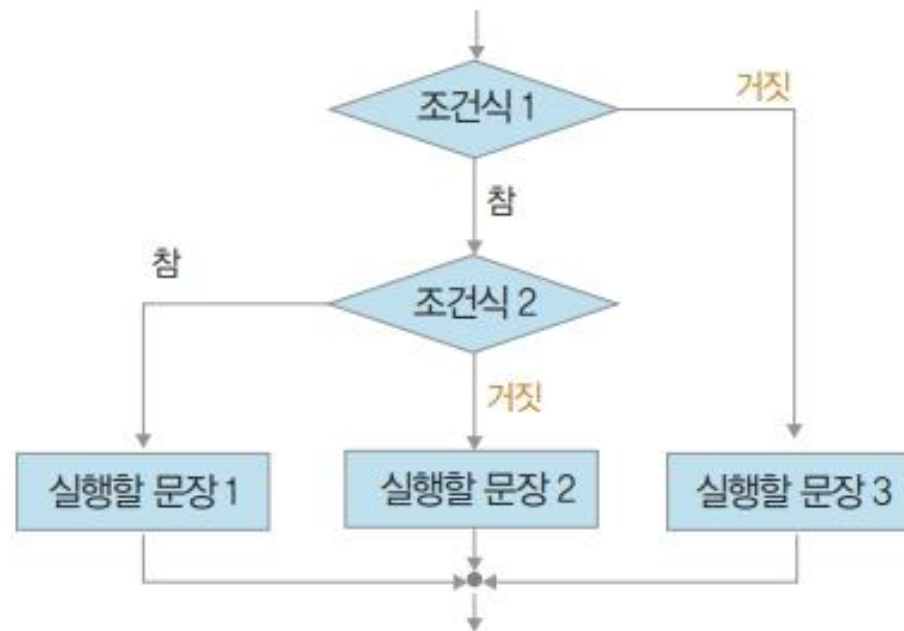 조건식 1
거짓
참
참
조건식 2
거짓
실행할 문장 1
실행할 문장 2
실행할 문장 3